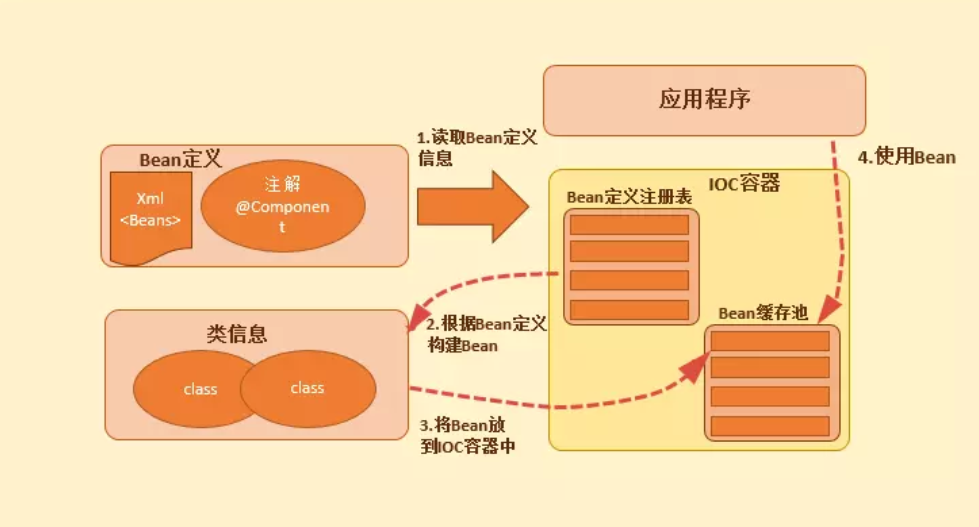 应用程序
1.读取Bean定义
信息
4.使用Bean
Bean定义
Xml
<Beans>
注解
@Componen
t
IOC容器
Bean定义注册表
类信息
class
class
2.根据Bean定义
构建Bean
Bean缓存池
3.将Bean放
到IOC容器中